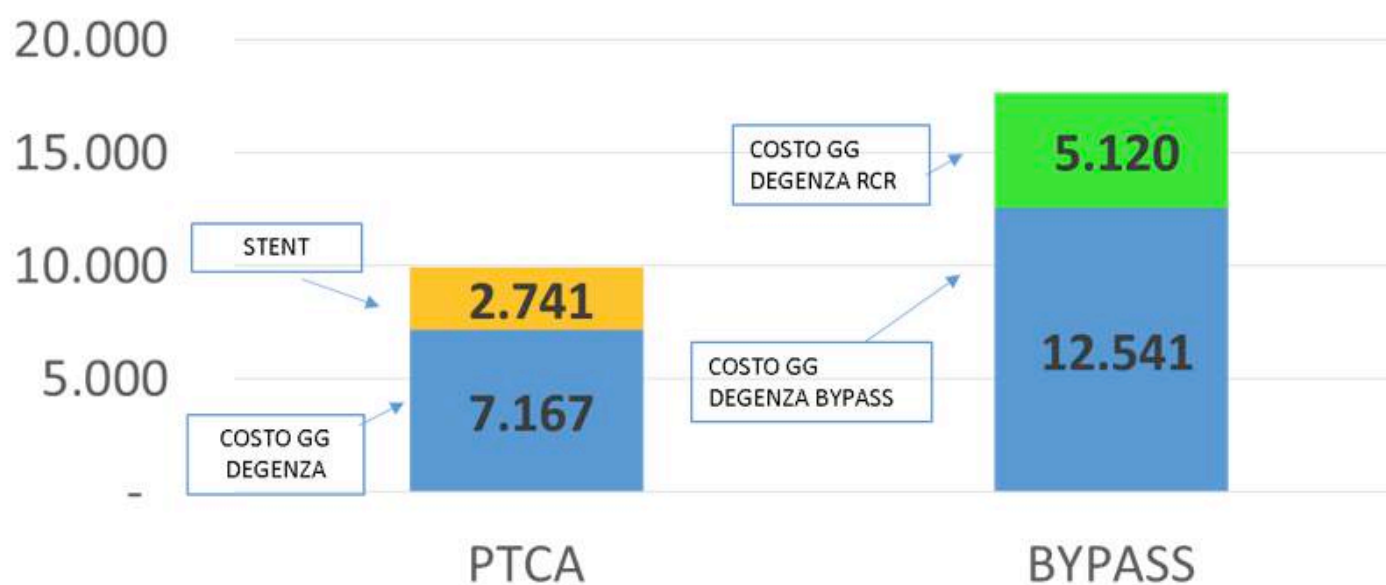 20.000
15.000
10.000
5.000
-
STENT
2.741
COSTO GG
DEGENZA
7.167
COSTO GG
DEGENZA RCR
5.120
COSTO GG
DEGENZA BYPASS
12.541
PTCA
BYPASS